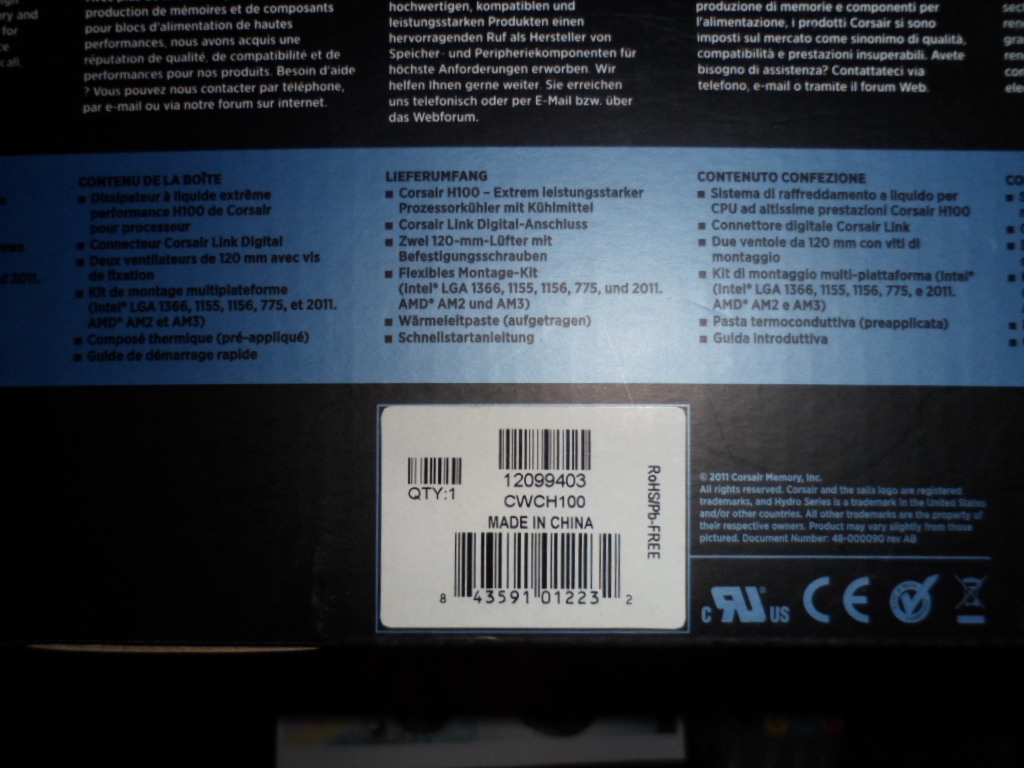 ry and
for
ce
call.
production de mémoires et de composants
pour blocs d'alimentation de hautes
performances, nous avons acquis une
réputation de qualité, de compatibilité et de
performances pour nos produits. Besoin d'aide
? Vous pouvez nous contacter par téléphone,
par e-mail ou via notre forum sur internet.
hochwertigen, kompatiblen und
leistungsstarken Produkten einen
hervorragenden Ruf als Hersteller von
Speicher- und Peripheriekomponenten für
höchste Anforderungen erworben. Wir
helfen Ihnen gerne weiter. Sie erreichen
uns telefonisch oder per E-Mail bzw. über
das Webforum.
produzione di memorie e componenti per
l'alimentazione, i prodotti Corsair si sono
imposti sul mercato come sinonimo di qualità,
compatibilità e prestazioni insuperabili. Avete
bisogno di assistenza? Contattateci via
telefono, e-mail o tramite il forum Web.
CONTENU DE LA BOÎTE
■ Dissipateur à liquide extrême
performance H100 de Corsair
pour processeur
■ Connecteur Corsair Link Digital
■ Deux ventilateurs de 120 mm avec vis
de fixation
■ Kit de montage multiplateforme
(Intel® LGA 1366, 1155, 1156, 775, et 2011.
AMD® AM2 et AM3)
■ Composé thermique (pré-appliqué)
■ Guide de démarrage rapide
LIEFERUMFANG
■ Corsair H100 – Extrem leistungsstarker
Prozessorkühler mit Kühlmittel
■ Corsair Link Digital-Anschluss
■ Zwei 120-mm-Lüfter mit
Befestigungsschrauben
■ Flexibles Montage-Kit
(Intel® LGA 1366, 1155, 1156, 775, und 2011.
AMD® AM2 und AM3)
■ Wärmeleitpaste (aufgetragen)
■ Schnellstartanleitung
CONTENUTO CONFEZIONE
■ Sistema di raffreddamento a liquido per
CPU ad altissime prestazioni Corsair H100
■ Connettore digitale Corsair Link
■ Due ventole da 120 mm con viti di
montaggio
■ Kit di montaggio multi-piattaforma (Intel®
(Intel® LGA 1366, 1155, 1156, 775, e 2011.
AMD® AM2 e AM3)
■ Pasta termoconduttiva (preapplicata)
■ Guida introduttiva
QTY:1
12099403
CWCH100
MADE IN CHINA
8 43591 01223 2
RoHS/Pb-FREE
© 2011 Corsair Memory, Inc.
All rights reserved. Corsair and the sails logo are registered
trademarks, and Hydro Series is a trademark in the United States
and/or other countries. All other trademarks are the property of
their respective owners. Product may vary slightly from those
pictured. Document Number: 48-000090 rev AB
c RU US CE